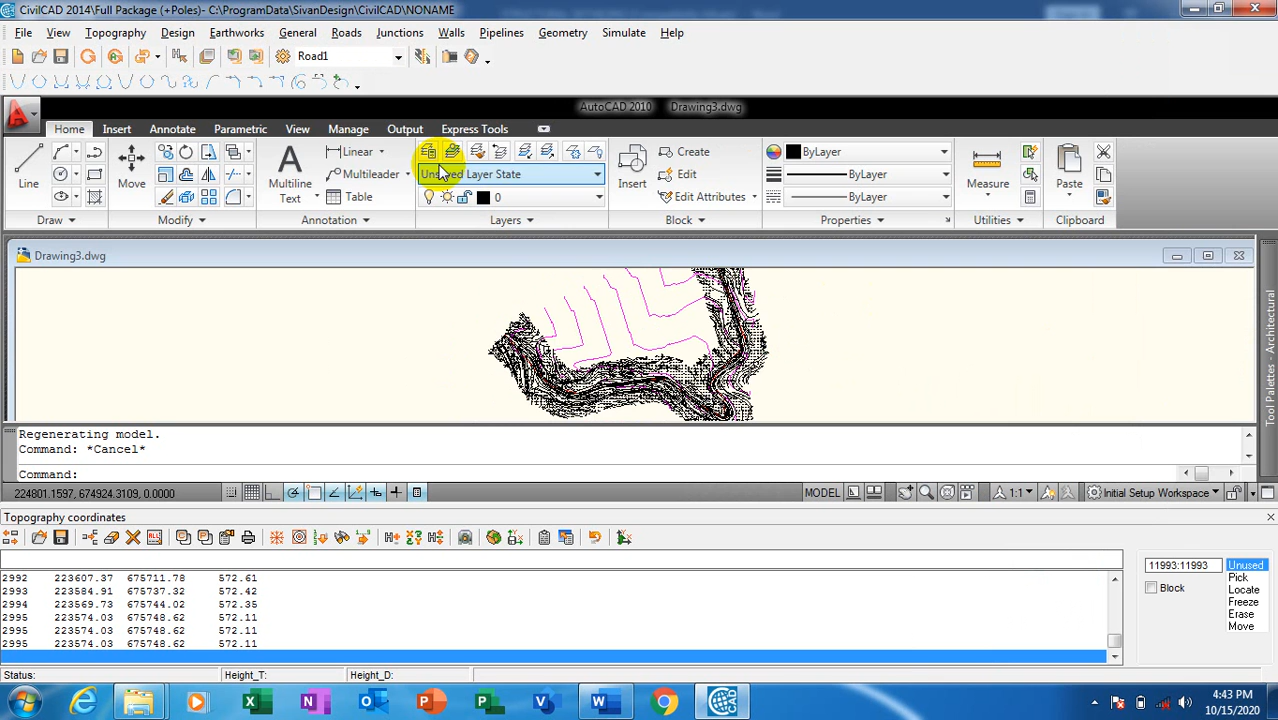 CivilCAD 2014/Full Package (+Poles)- C:\ProgramData\SivanDesign\CivilCAD\NONAME
File View Topography Design Earthworks General Roads Junctions Walls Pipelines Geometry Simulate Help
Road1
AutoCAD 2010 Drawing3.dwg
Home Insert Annotate Parametric View Manage Output Express Tools
Line Move Multiline Text Linear Multileader Table
Unsaved Layer State
0
Insert Create Edit Edit Attributes
ByLayer
ByLayer
ByLayer
Measure Paste
Draw Modify Annotation Layers Block Properties Utilities Clipboard
Drawing3.dwg
Tool Palettes - Architectural
Regenerating model.
Command: *Cancel*
Command:
224801.1597, 674924.3109, 0.0000 MODEL 1:1 Initial Setup Workspace
Topography coordinates
11993:11993
Block
Unused
Pick
Locate
Freeze
Erase
Move
2992 223607.37 675711.78 572.61
2993 223584.91 675737.32 572.42
2994 223569.73 675744.02 572.35
2995 223574.03 675748.62 572.11
2995 223574.03 675748.62 572.11
2995 223574.03 675748.62 572.11
Status: Height_T: Height_D:
4:43 PM
10/15/2020